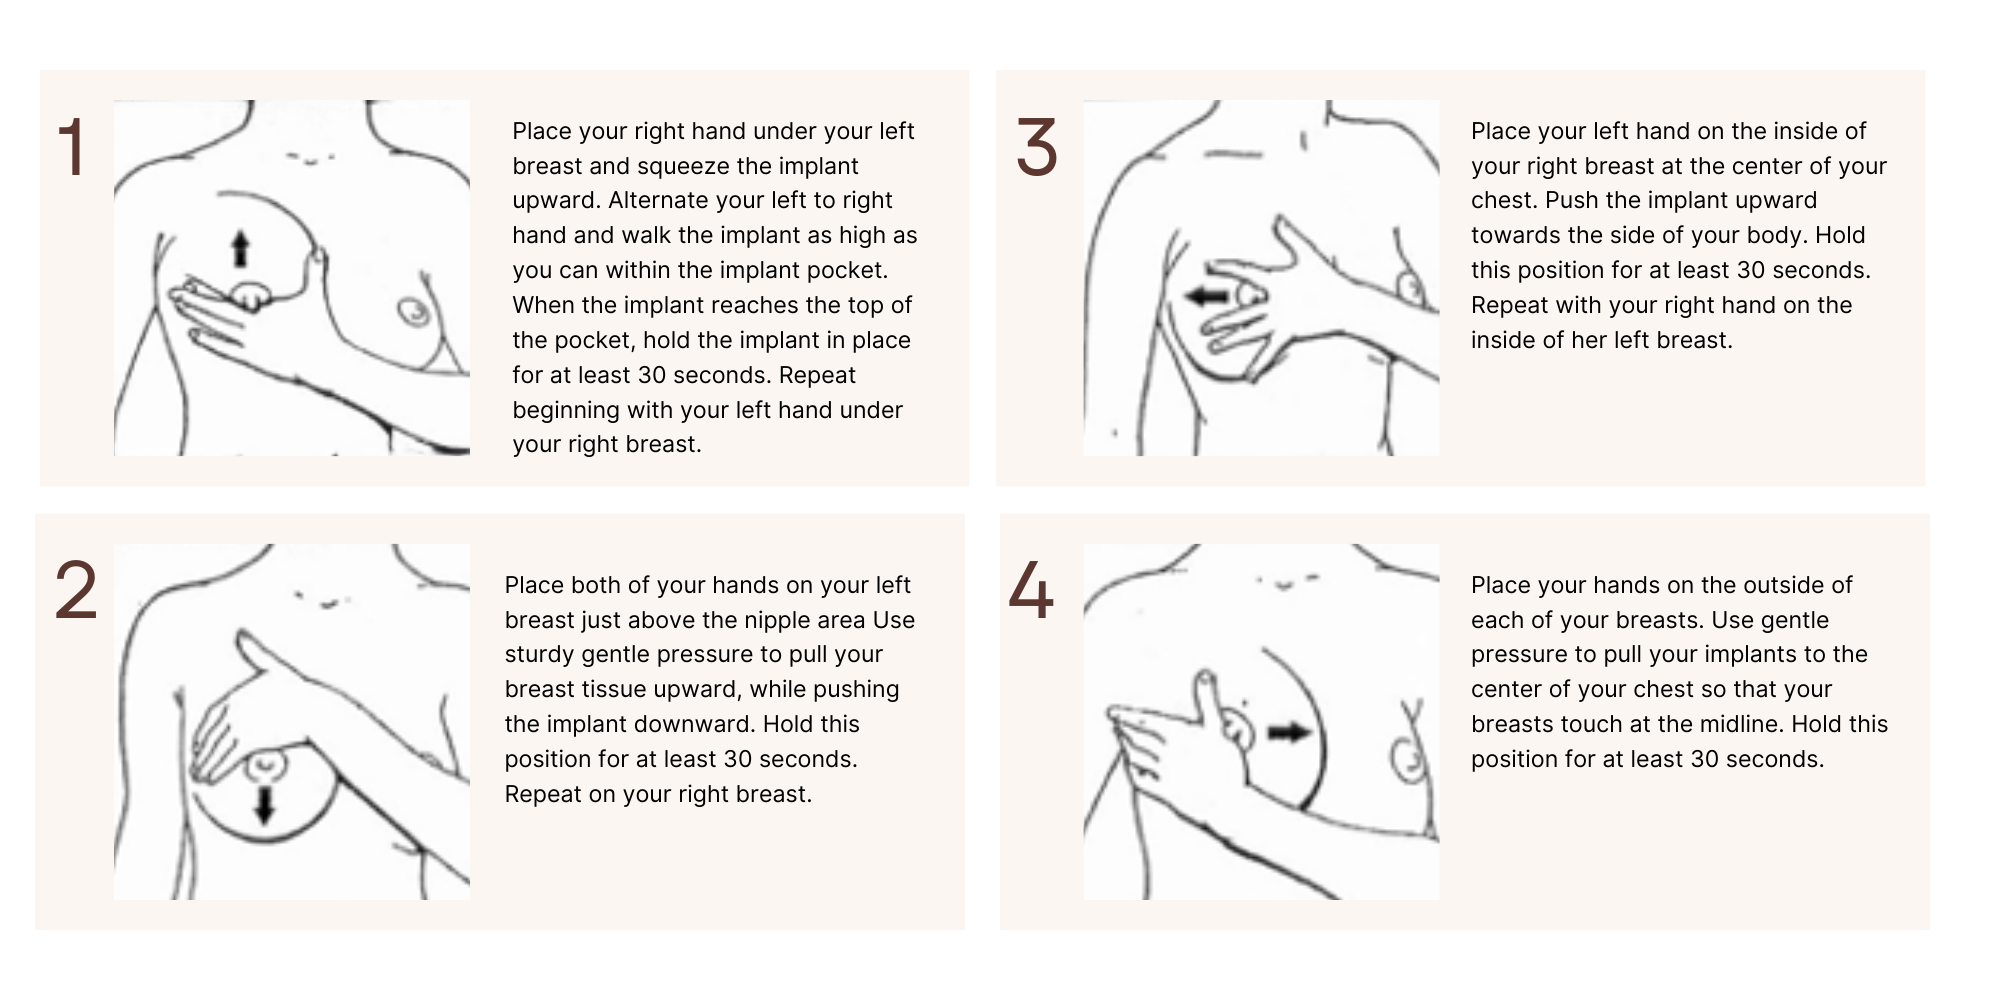 1
Place your right hand under your left
breast and squeeze the implant
upward. Alternate your left to right
hand and walk the implant as high as
you can within the implant pocket.
When the implant reaches the top of
the pocket, hold the implant in place
for at least 30 seconds. Repeat
beginning with your left hand under
your right breast.
2
Place both of your hands on your left
breast just above the nipple area Use
sturdy gentle pressure to pull your
breast tissue upward, while pushing
the implant downward. Hold this
position for at least 30 seconds.
Repeat on your right breast.
3
Place your left hand on the inside of
your right breast at the center of your
chest. Push the implant upward
towards the side of your body. Hold
this position for at least 30 seconds.
Repeat with your right hand on the
inside of her left breast.
4
Place your hands on the outside of
each of your breasts. Use gentle
pressure to pull your implants to the
center of your chest so that your
breasts touch at the midline. Hold this
position for at least 30 seconds.